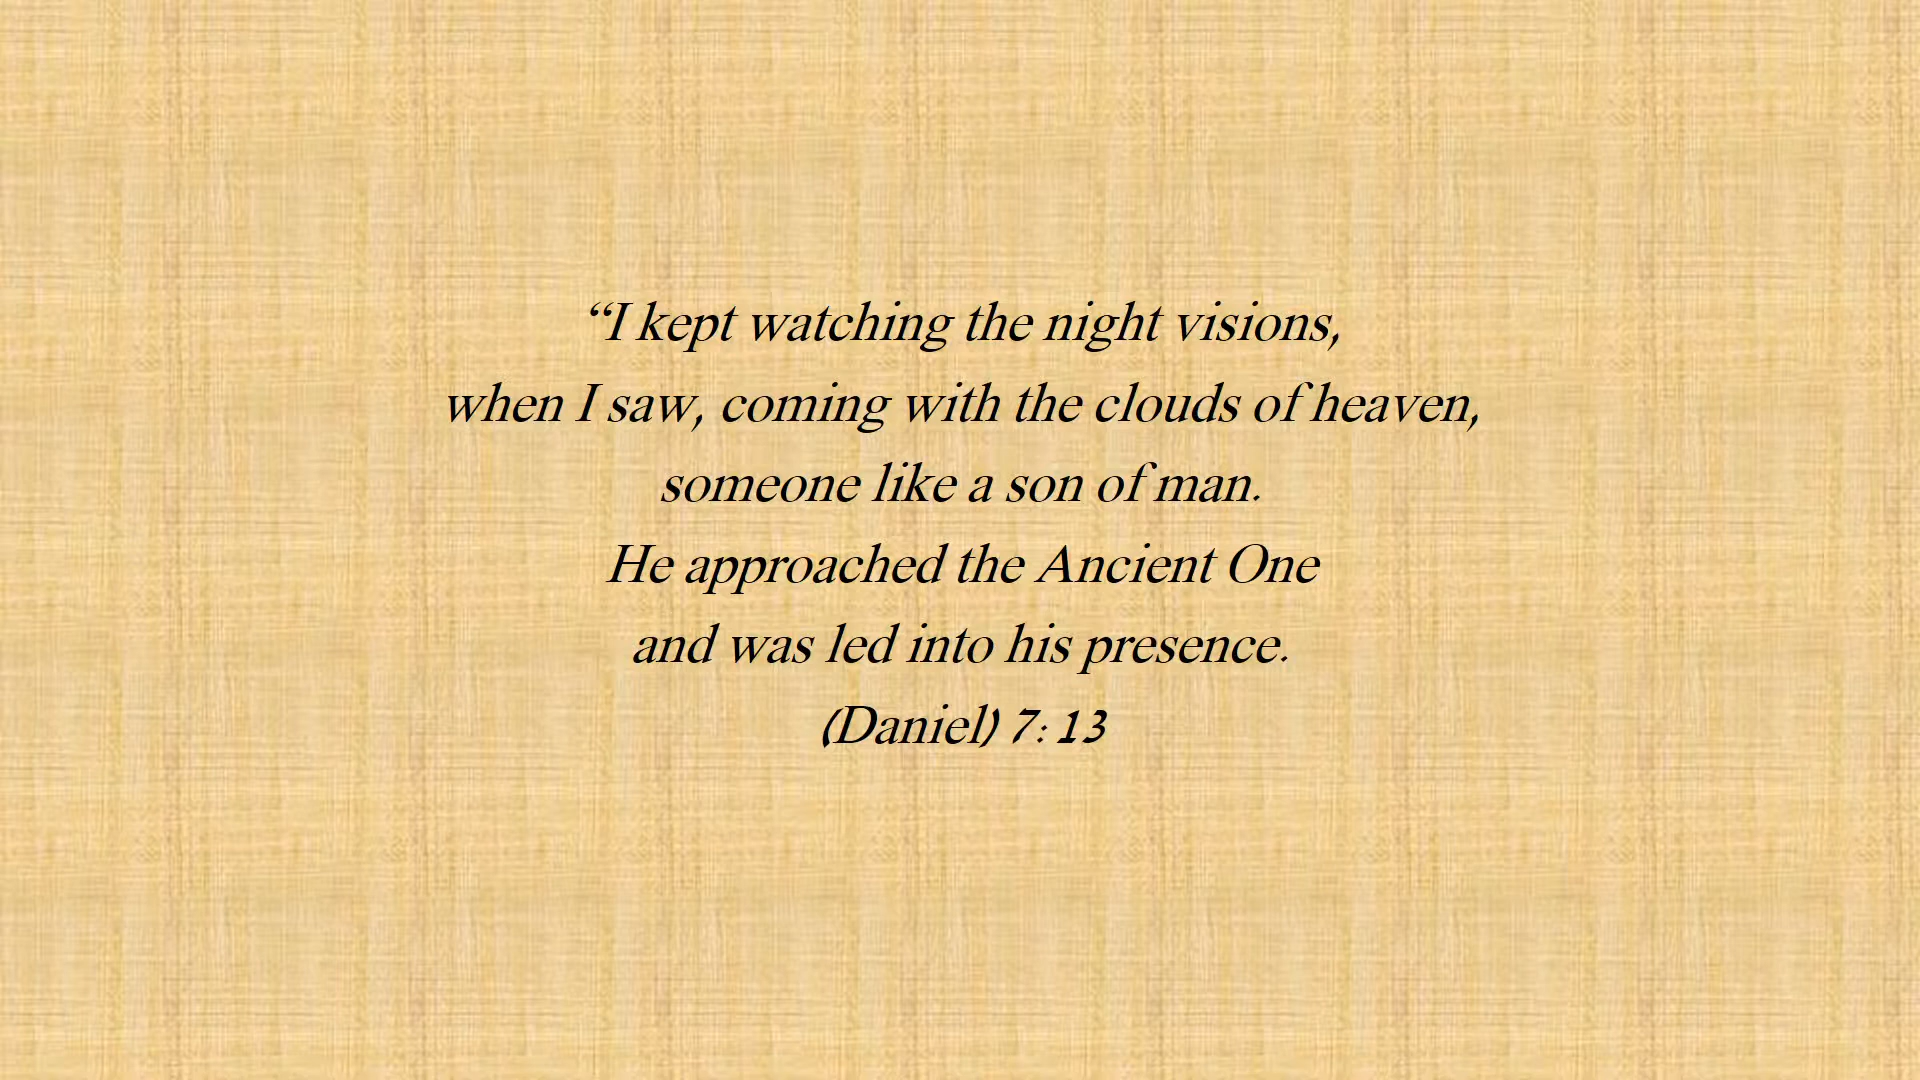 “I kept watching the night visions,
when I saw, coming with the clouds of heaven,
someone like a son of man.
He approached the Ancient One
and was led into his presence.
(Daniel) 7: 13